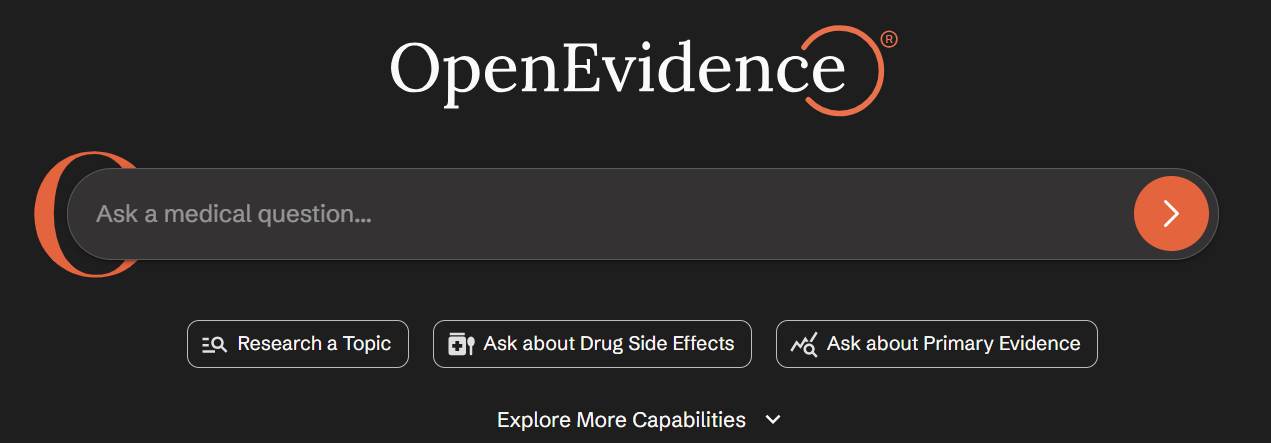 OpenEvidence®
Ask a medical question...
Research a Topic
Ask about Drug Side Effects
Ask about Primary Evidence
Explore More Capabilities